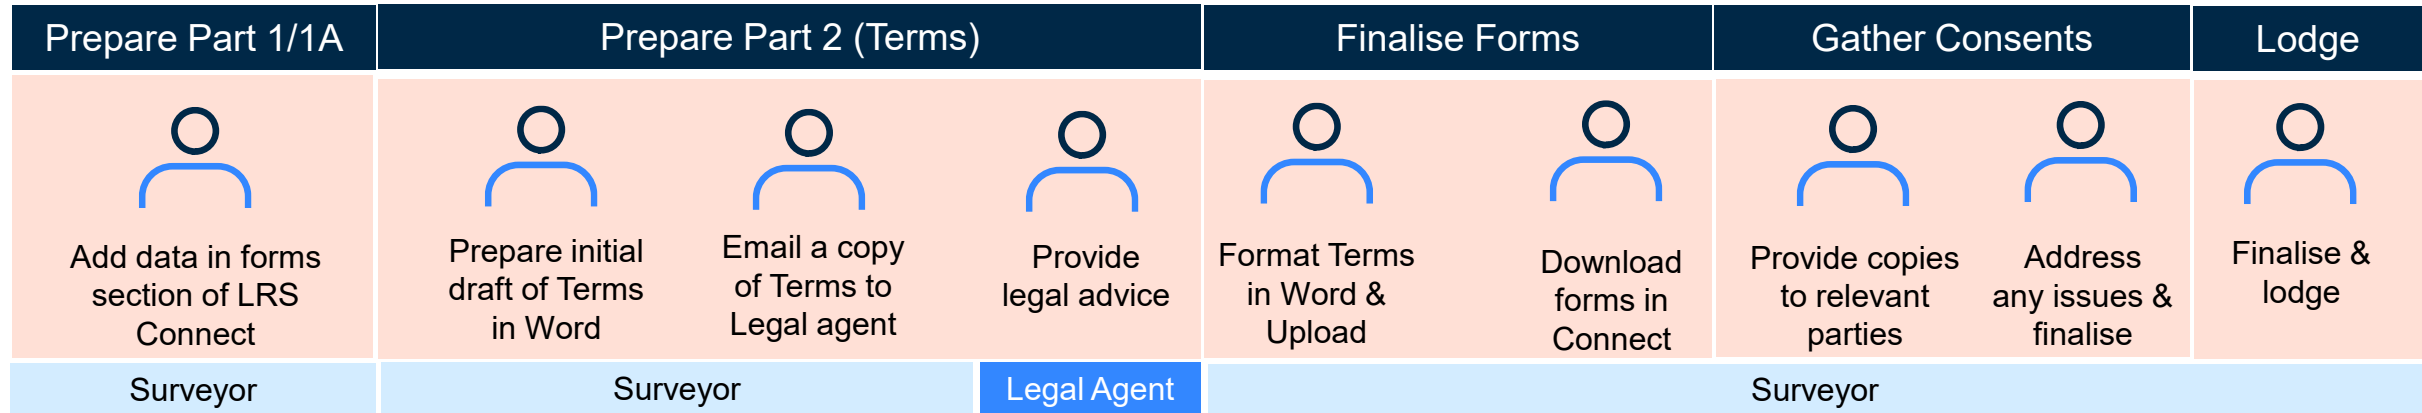 Prepare Part 1/1A
Prepare Part 2 (Terms)
Finalise Forms
Gather Consents
Lodge
Add data in forms
section of LRS
Connect
Prepare initial
draft of Terms
in Word
Email a copy
of Terms to
Legal agent
Provide
legal advice
Format Terms
in Word &
Upload
Download
forms in
Connect
Provide copies
to relevant
parties
Address
any issues &
finalise
Finalise &
lodge
Surveyor
Surveyor
Legal Agent
Surveyor